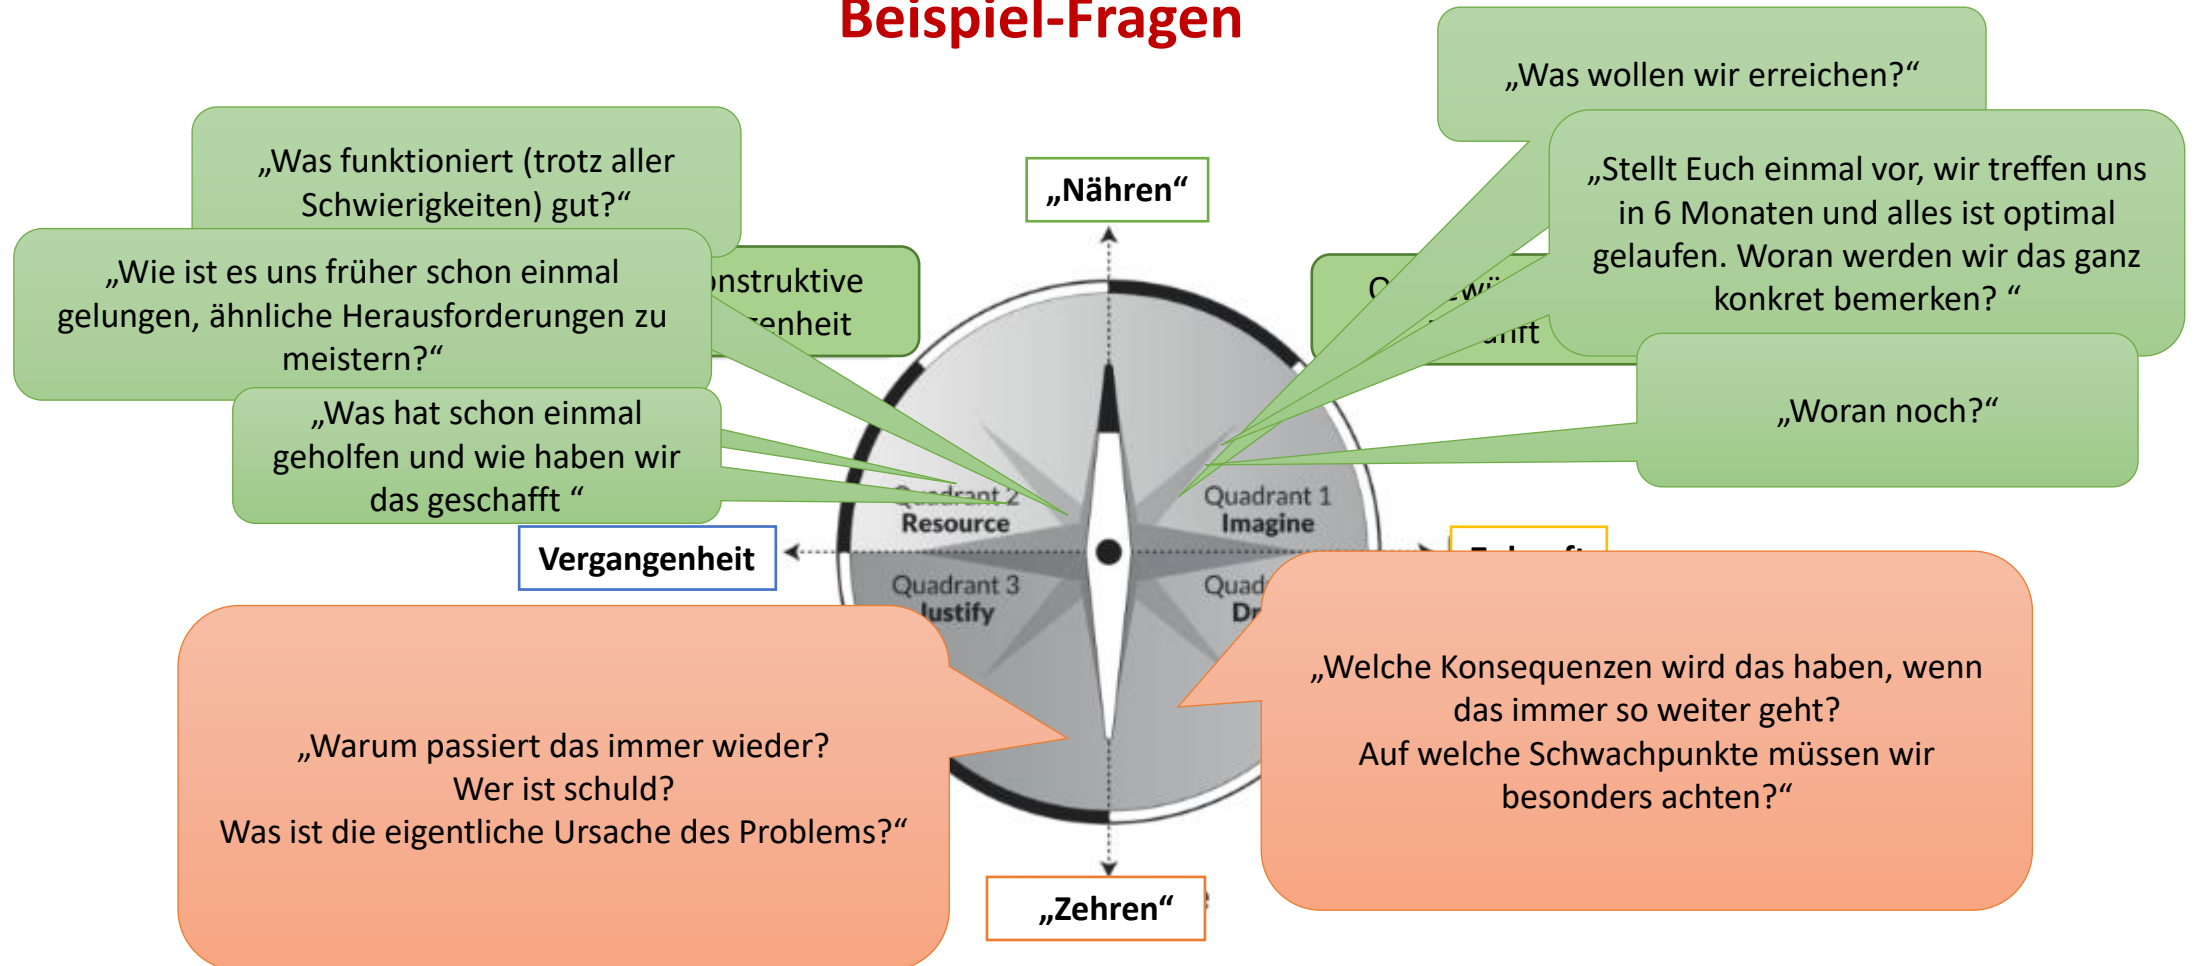 Beispiel-Fragen
„Was wollen wir erreichen?“
„Was funktioniert (trotz aller
Schwierigkeiten) gut?“
„Nähren“
„Stellt Euch einmal vor, wir treffen uns
in 6 Monaten und alles ist optimal
gelaufen. Woran werden wir das ganz
konkret bemerken? “
„Wie ist es uns früher schon einmal
gelungen, ähnliche Herausforderungen zu
meistern?“
„Woran noch?“
„Was hat schon einmal
geholfen und wie haben wir
das geschafft “
Quadrant 2
Resource
Quadrant 1
Imagine
Vergangenheit
Quadrant 3
Justify
„Warum passiert das immer wieder?
Wer ist schuld?
Was ist die eigentliche Ursache des Problems?“
„Welche Konsequenzen wird das haben, wenn
das immer so weiter geht?
Auf welche Schwachpunkte müssen wir
besonders achten?“
„Zehren“